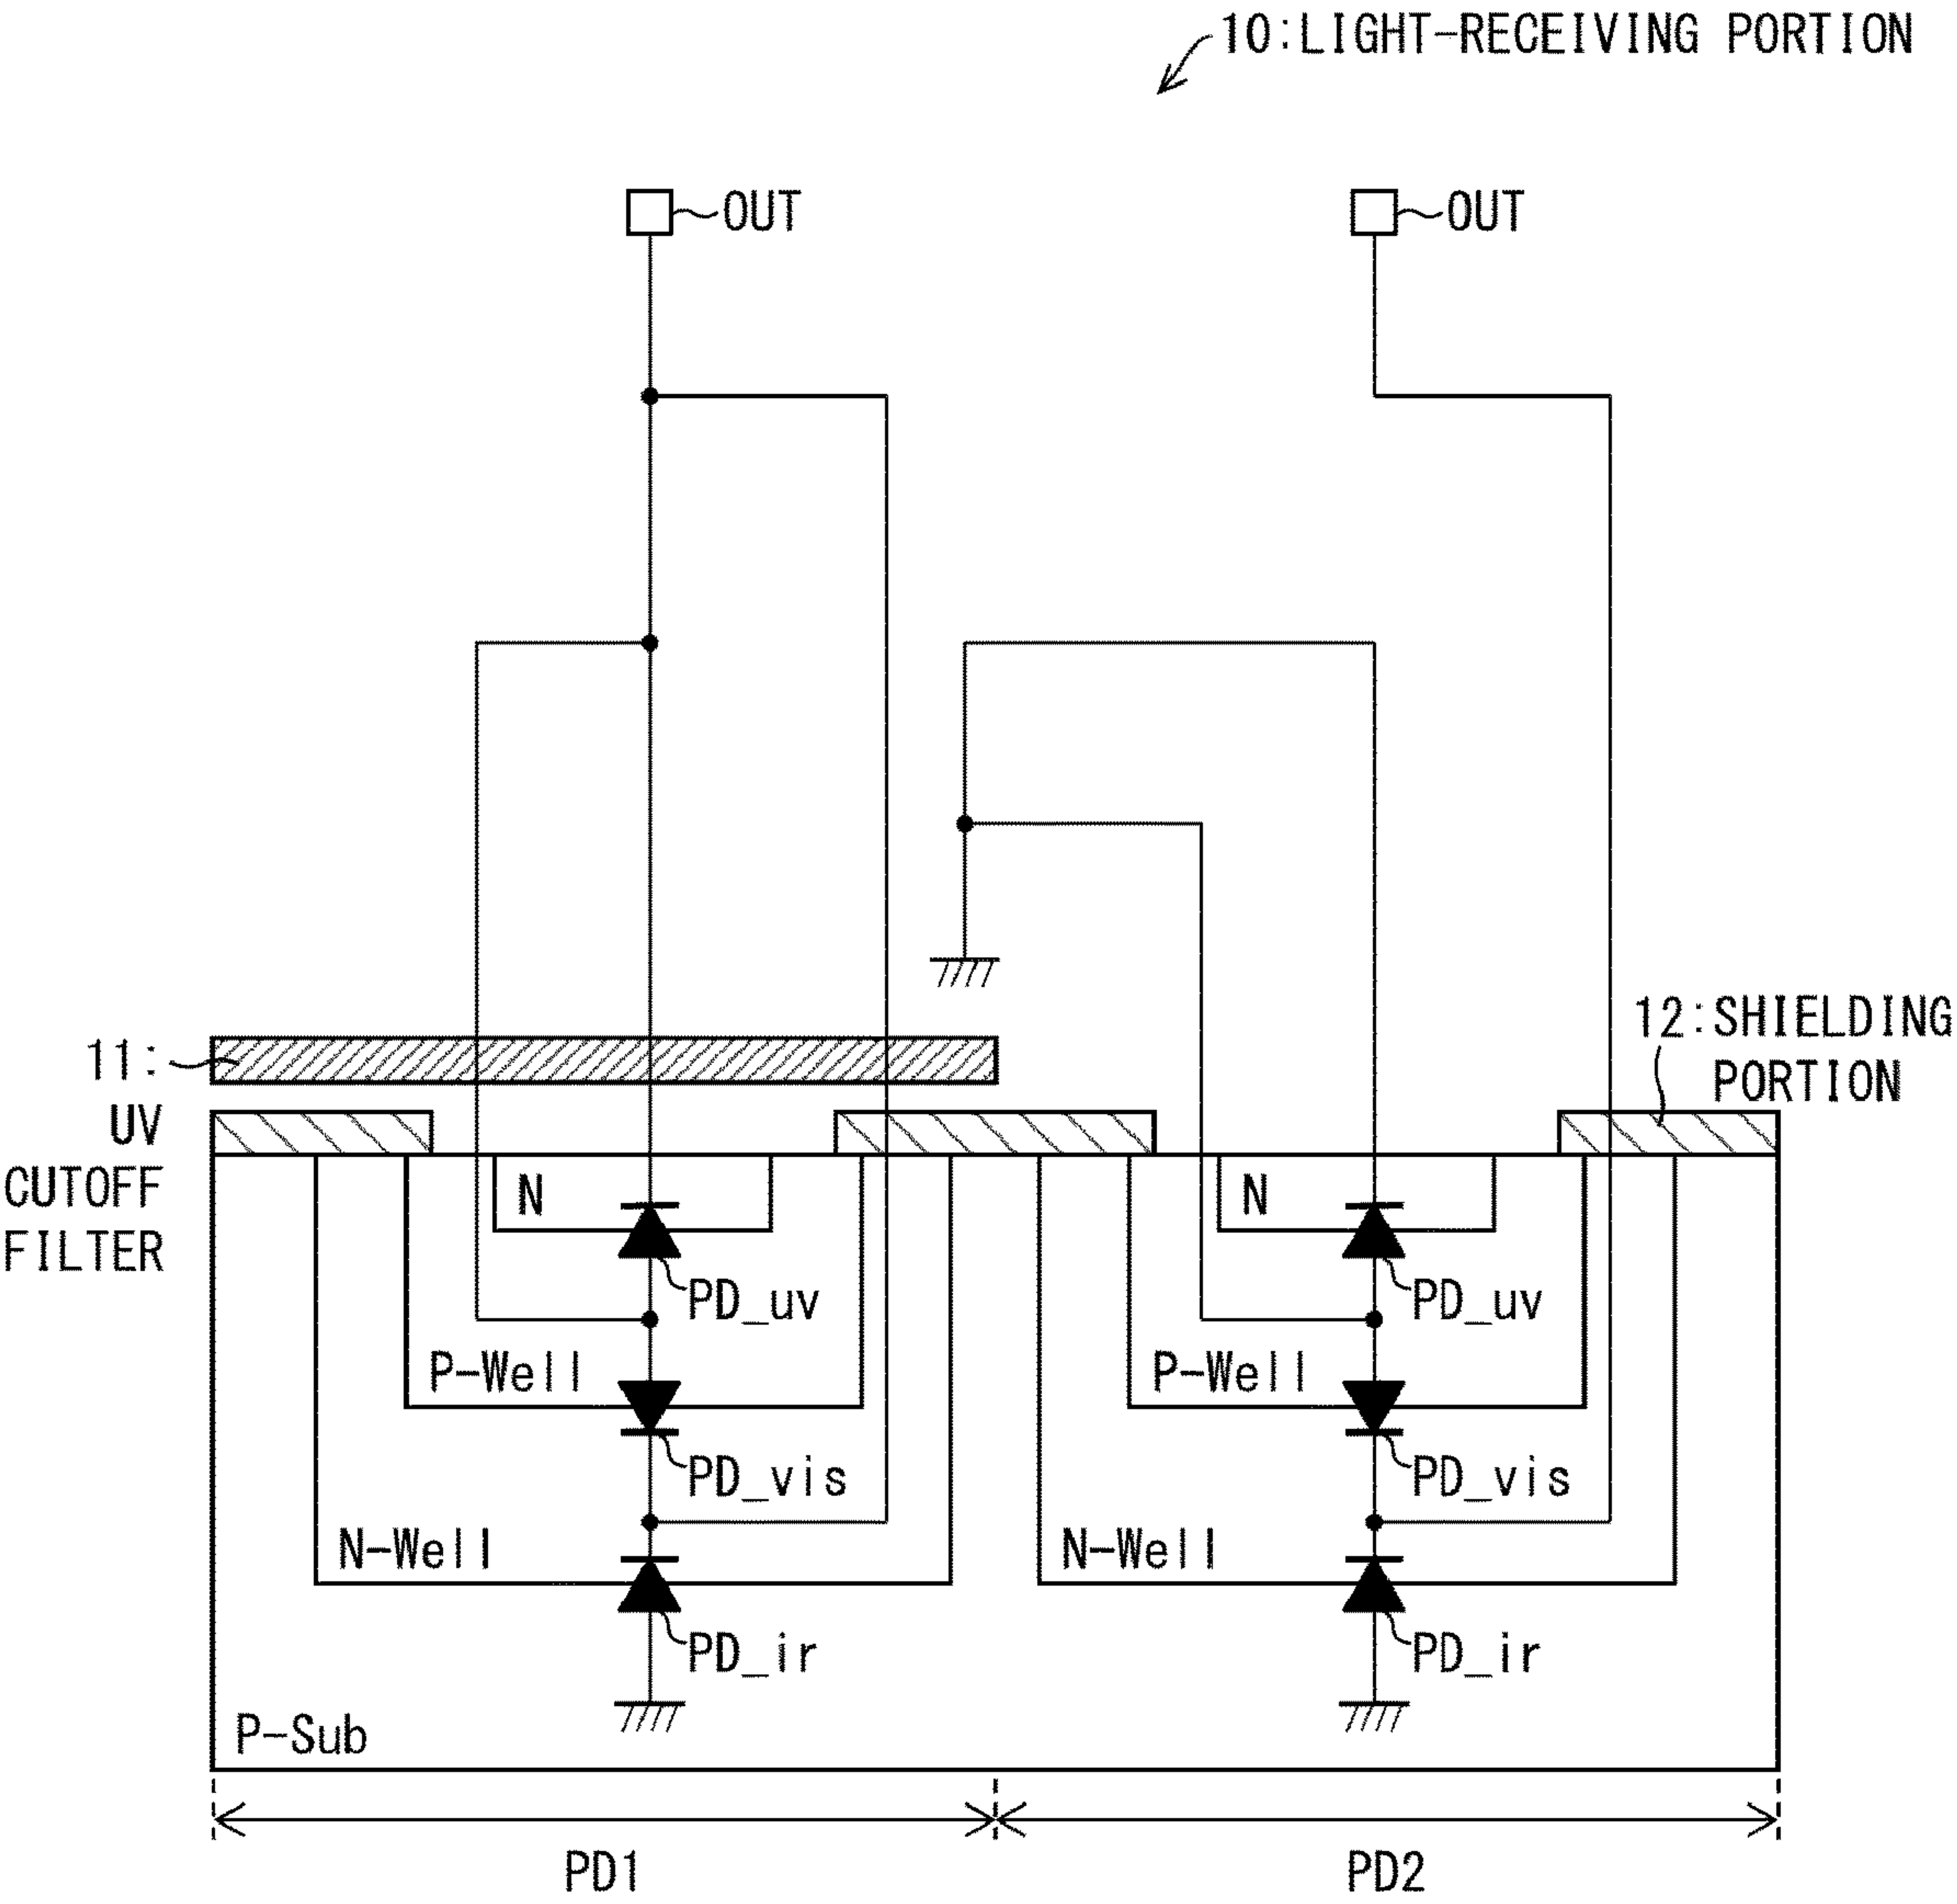 10:LIGHT-RECEIVING PORTION
OUT
OUT
11:
UV
CUTOFF
FILTER
12:SHIELDING
PORTION
N
N
PD_uv
PD_uv
P-Well
P-Well
PD_vis
PD_vis
N-Well
N-Well
PD_ir
PD_ir
P-Sub
PD1
PD2